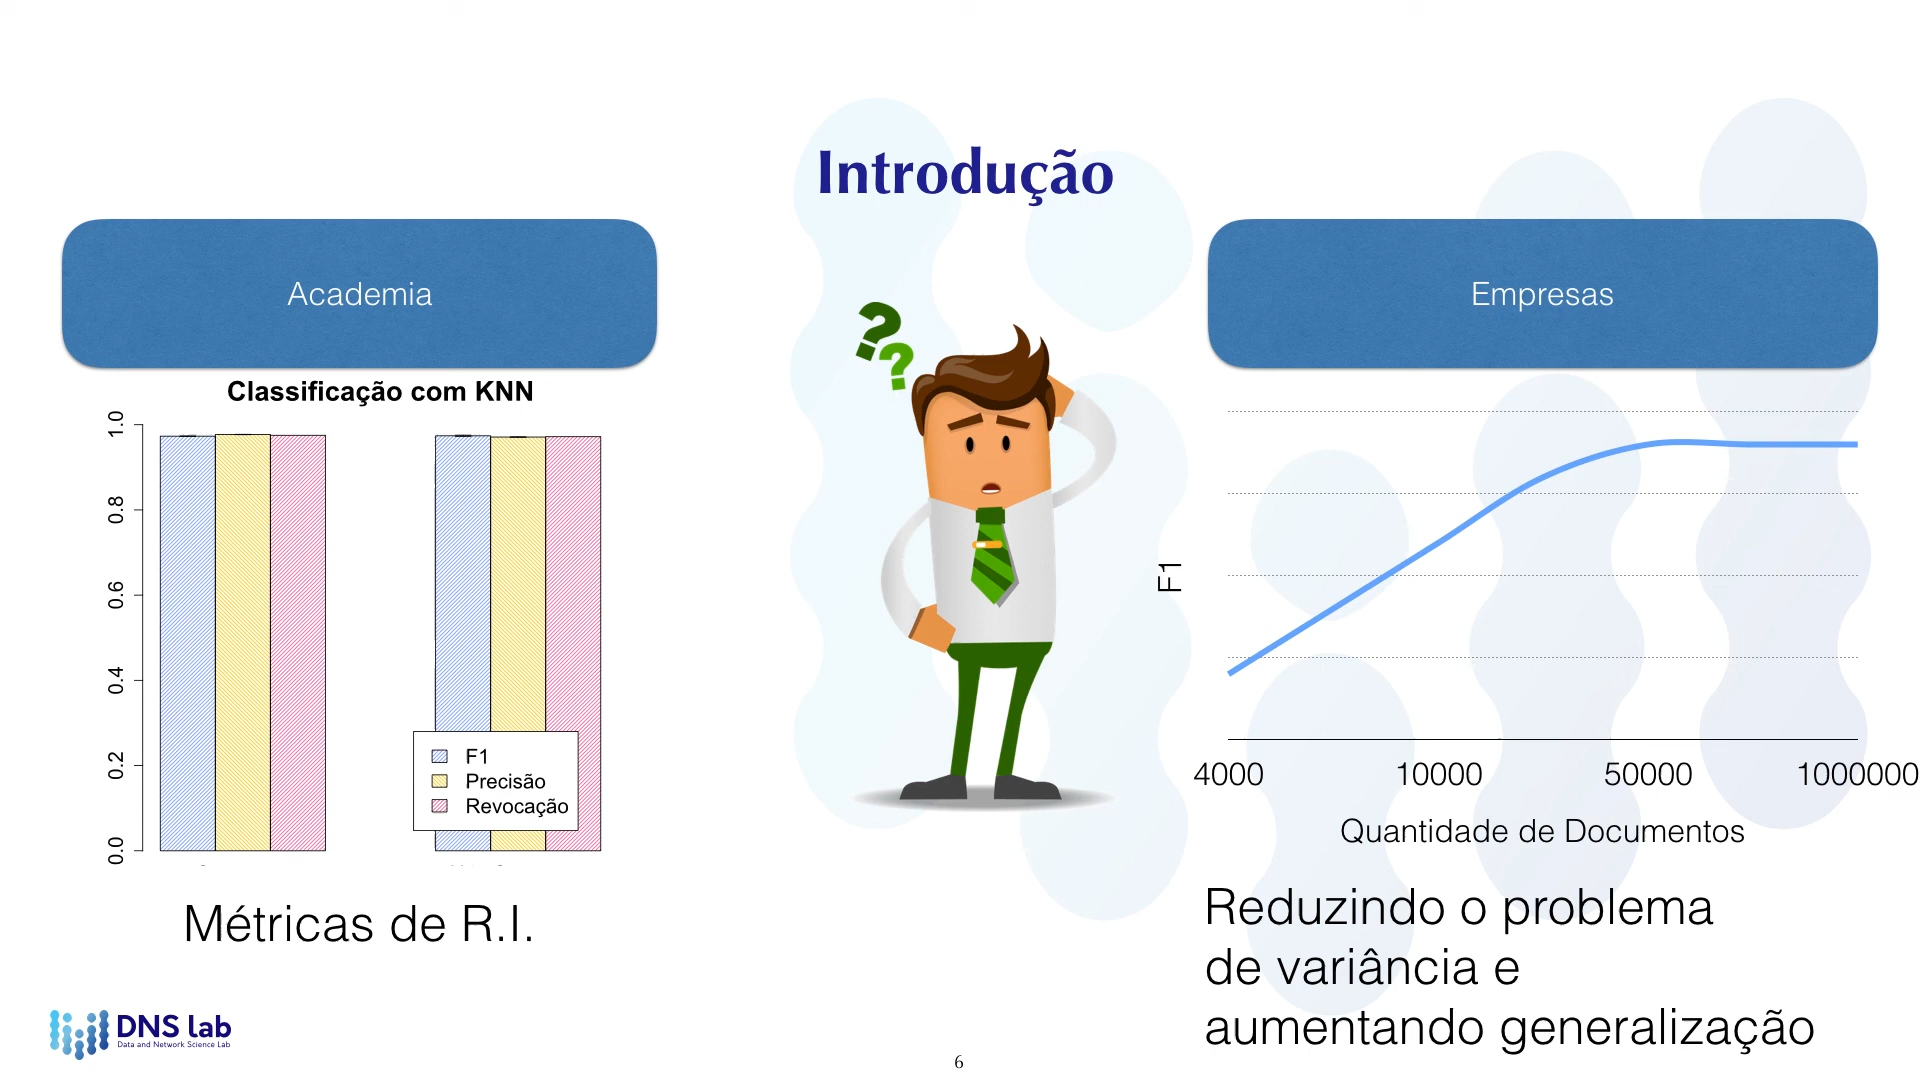 Introdução
Academia
Classificação com KNN
1.0
0.8
0.6
0.4
0.2
0.0
F1
Precisão
Revocação
Métricas de R.I.
? ?
Empresas
F1
4000 10000 50000 1000000
Quantidade de Documentos
Reduzindo o problema
de variância e
aumentando generalização
DNS Lab
Data and Network Science Lab
6